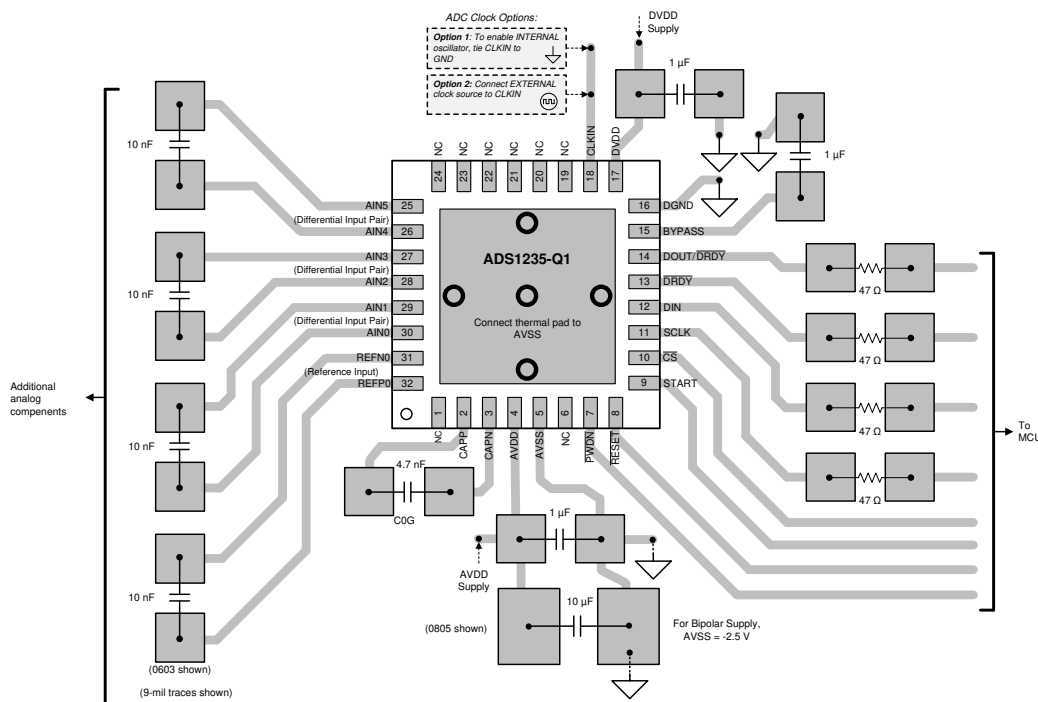 ADC Clock Options:
Option 1: To enable INTERNAL
oscillator, tie CLKIN to
GND
Option 2: Connect EXTERNAL
clock source to CLKIN
DVDD
Supply
1 µF
1 µF
10 nF
10 nF
10 nF
10 nF
NC
NC
NC
NC
NC
NC
CLKIN
DVDD
24
23
22
21
20
19
18
17
AIN5
25
(Differential Input Pair)
AIN4
26
AIN3
27
(Differential Input Pair)
AIN2
28
AIN1
29
(Differential Input Pair)
AIN0
30
REFN0
31
(Reference Input)
REFP0
32
ADS1235-Q1
Connect thermal pad to
AVSS
16
DGND
15
BYPASS
14
DOUT/DRDY
13
DRDY
12
DIN
11
SCLK
10
CS
9
START
1
2
3
4
5
6
7
8
NC
CAPP
CAPN
AVDD
AVSS
NC
PWDN
RESET
47 Ω
47 Ω
47 Ω
47 Ω
Additional
analog
compenents
To
MCU
4.7 nF
C0G
1 µF
AVDD
Supply
10 µF
(0805 shown)
For Bipolar Supply,
AVSS = -2.5 V
(0603 shown)
(9-mil traces shown)